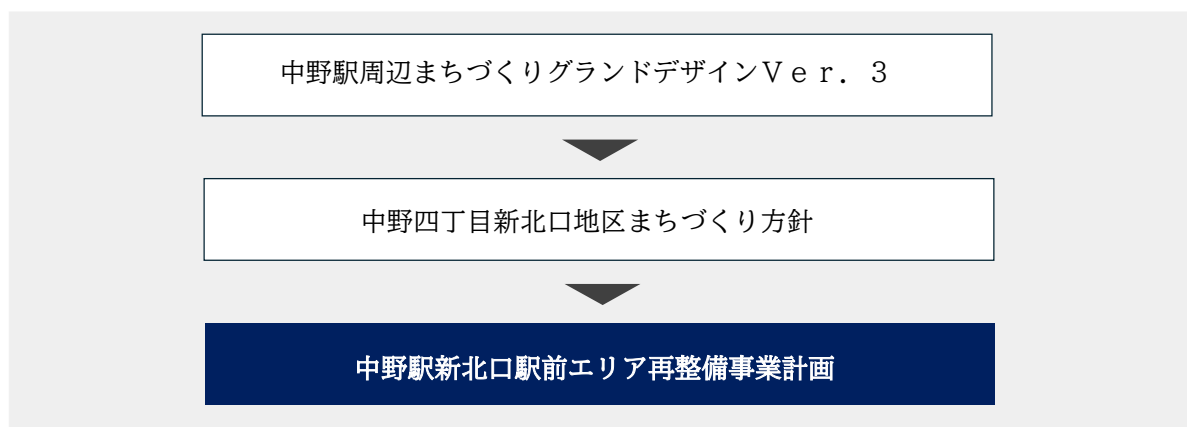 中野駅周辺まちづくりグランドデザインＶｅｒ．３
中野四丁目新北口地区まちづくり方針
中野駅新北口駅前エリア再整備事業計画